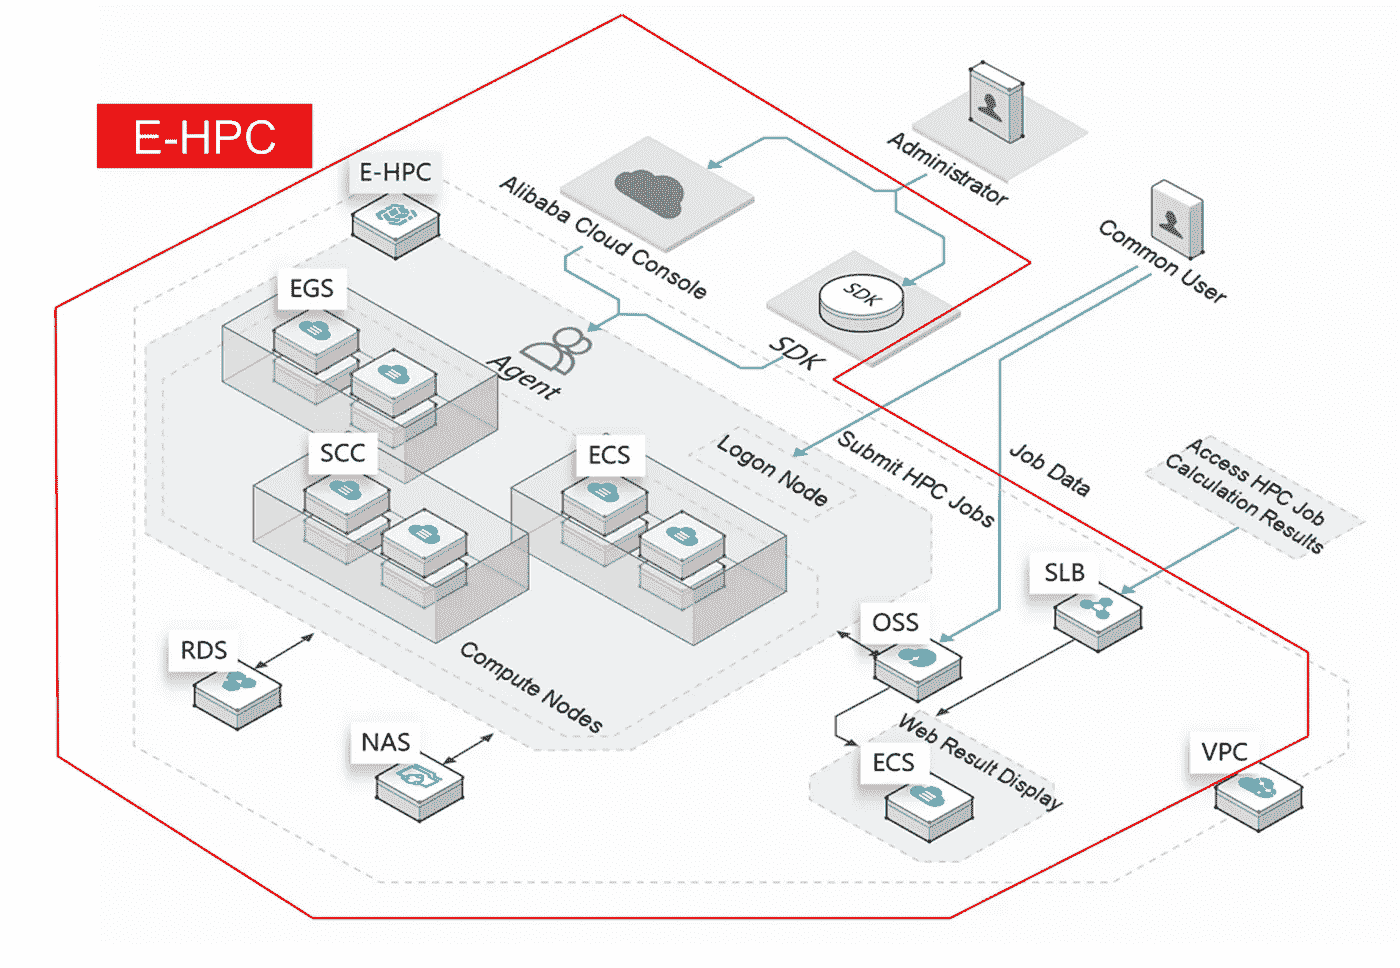 E-HPC
E-HPC
Administrator
Alibaba Cloud Console
Common User
EGS
SDK
SDK
Agent
SCC
ECS
Logon Node
Submit HPC Jobs
Job Data
Access HPC Job
Calculation Results
SLB
OSS
RDS
Compute Nodes
NAS
Web Result Display
ECS
VPC